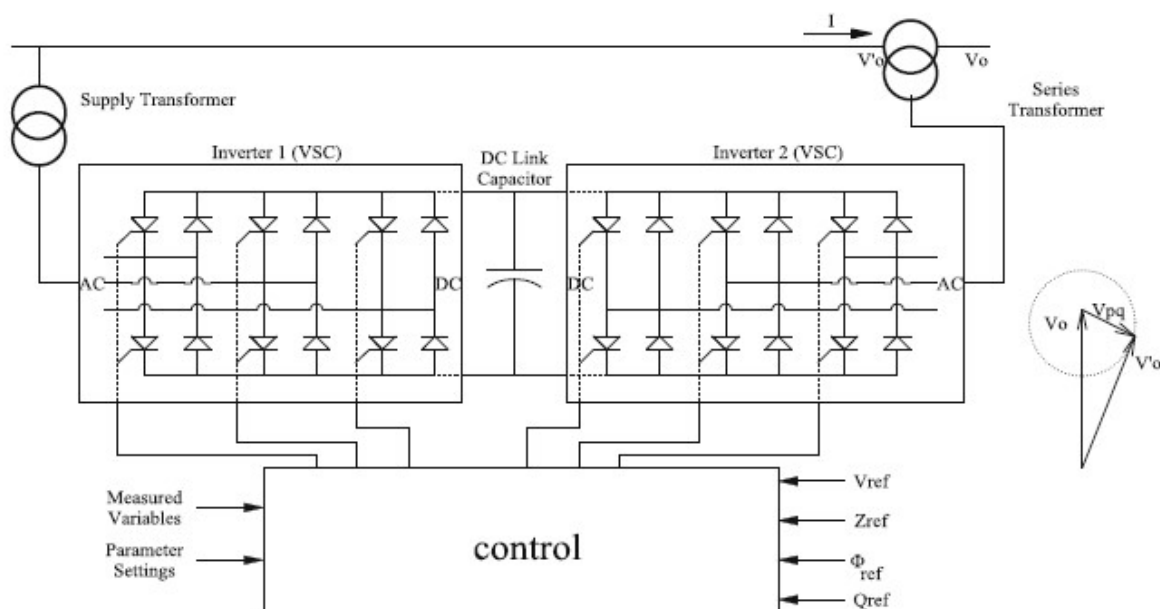 I
V'o
Vo
Supply Transformer
Series
Transformer
Inverter 1 (VSC)
DC Link
Capacitor
Inverter 2 (VSC)
AC
DC
DC
AC
Vo
Vpq
V'o
Measured
Variables
Parameter
Settings
control
Vref
Zref
Φref
Qref